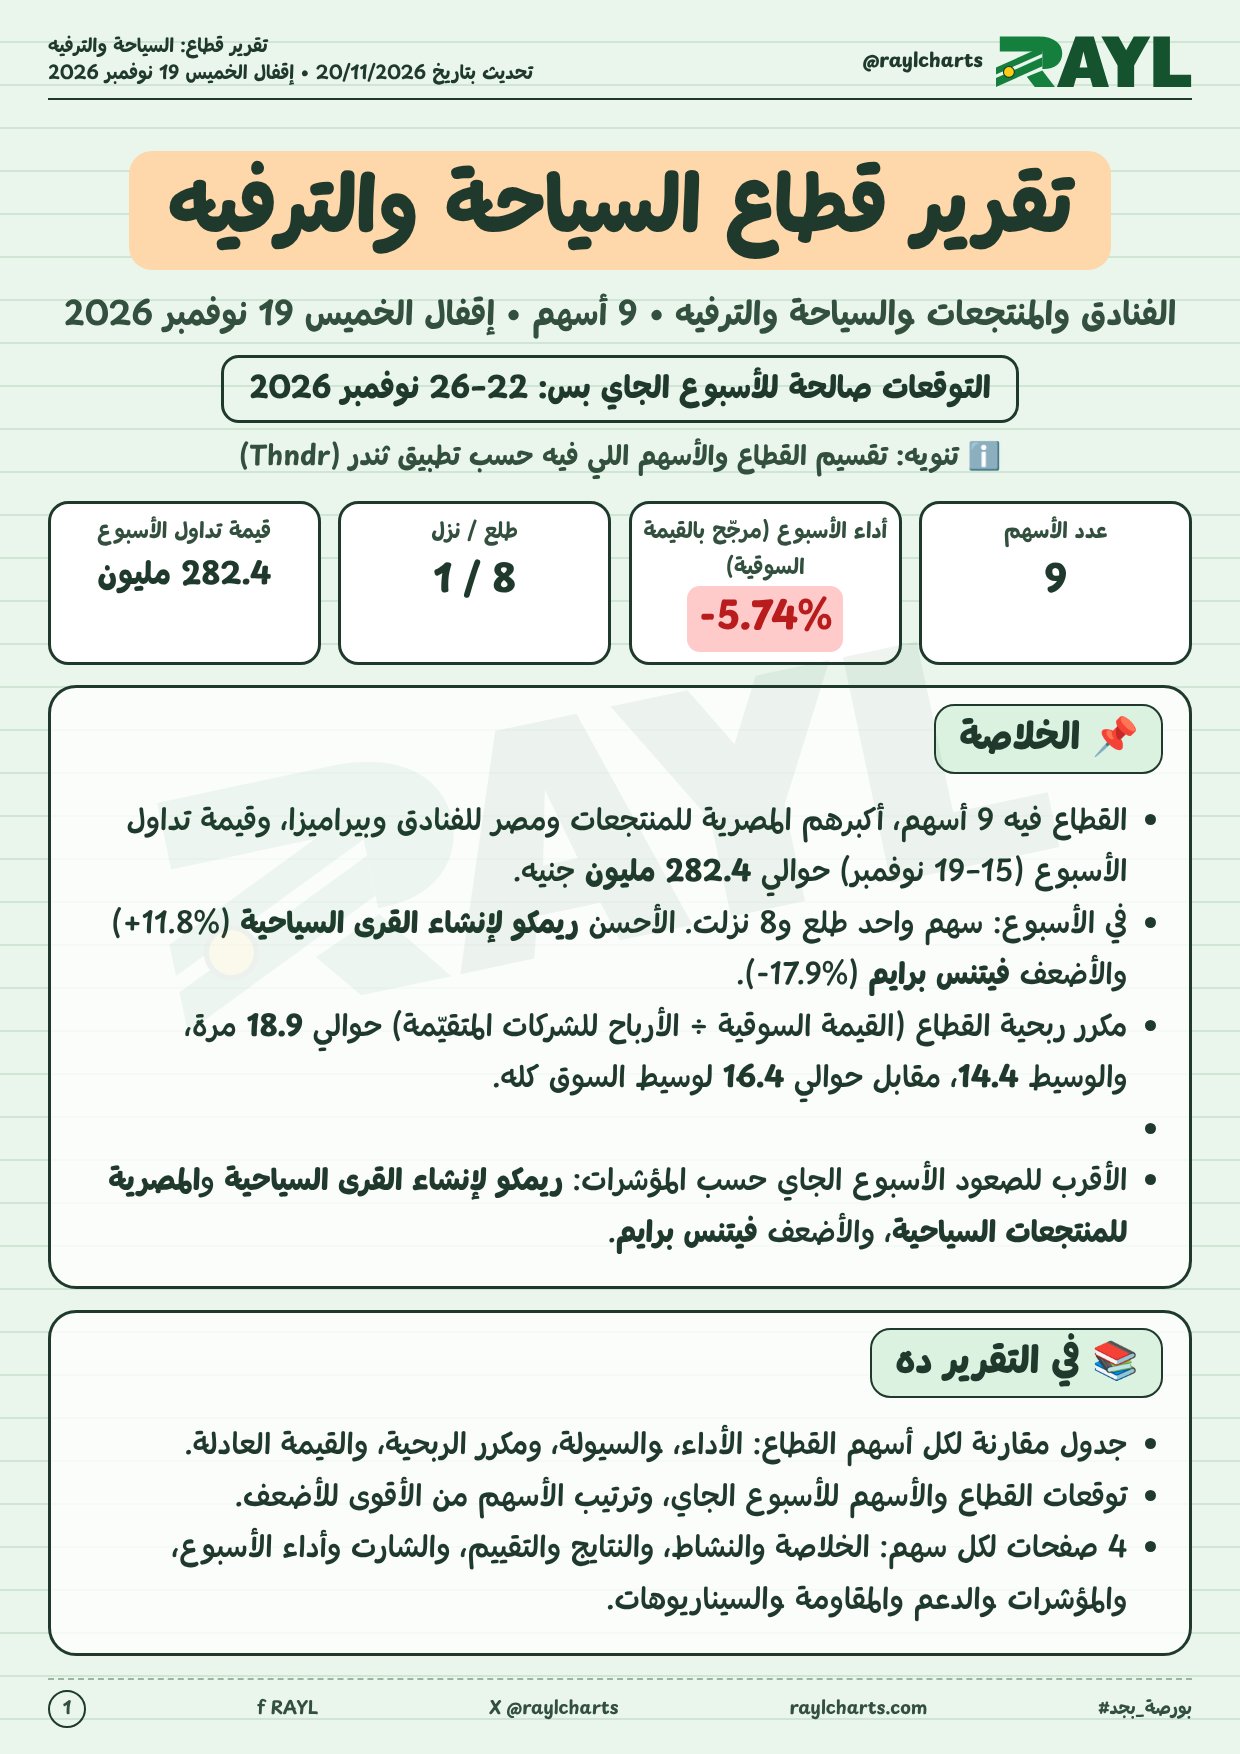 RAYL
@raylcharts
تقرير قطاع: السياحة والترفيه
تحديث بتاريخ 20/11/2026 • إقفال الخميس 19 نوفمبر 2026
تقرير قطاع السياحة والترفيه
الفنادق والمنتجعات والسياحة والترفيه • 9 أسهم • إقفال الخميس 19 نوفمبر 2026
التوقعات صالحة للأسبوع الجاي بس: 22–26 نوفمبر 2026
ℹ️ تنويه: تقسيم القطاع والأسهم اللي فيه حسب تطبيق ثندر (Thndr)
عدد الأسهم
9
أداء الأسبوع (مرجّح بالقيمة
السوقية)
-5.74%
طلع / نزل
1 / 8
قيمة تداول الأسبوع
282.4 مليون
RAYL
📌 الخلاصة
• القطاع فيه 9 أسهم، أكبرهم المصرية للمنتجعات ومصر للفنادق وبيراميزا، وقيمة تداول
الأسبوع (15–19 نوفمبر) حوالي 282.4 مليون جنيه.
• في الأسبوع: سهم واحد طلع و8 نزلت. الأحسن ريمكو لإنشاء القرى السياحية (+11.8%)
والأضعف فيتنس برايم (-17.9%).
• مكرر ربحية القطاع (القيمة السوقية ÷ الأرباح للشركات المتقيّمة) حوالي 18.9 مرة،
والوسيط 14.4، مقابل حوالي 16.4 لوسيط السوق كله.
•
• الأقرب للصعود الأسبوع الجاي حسب المؤشرات: ريمكو لإنشاء القرى السياحية والمصرية
للمنتجعات السياحية، والأضعف فيتنس برايم.
📚 في التقرير دة
• جدول مقارنة لكل أسهم القطاع: الأداء، والسيولة، ومكرر الربحية، والقيمة العادلة.
• توقعات القطاع والأسهم للأسبوع الجاي، وترتيب الأسهم من الأقوى للأضعف.
• 4 صفحات لكل سهم: الخلاصة والنشاط، والنتايج والتقييم، والشارت وأداء الأسبوع،
والمؤشرات والدعم والمقاومة والسيناريوهات.
#بورصة_بجد
raylcharts.com
X @raylcharts
f RAYL
1